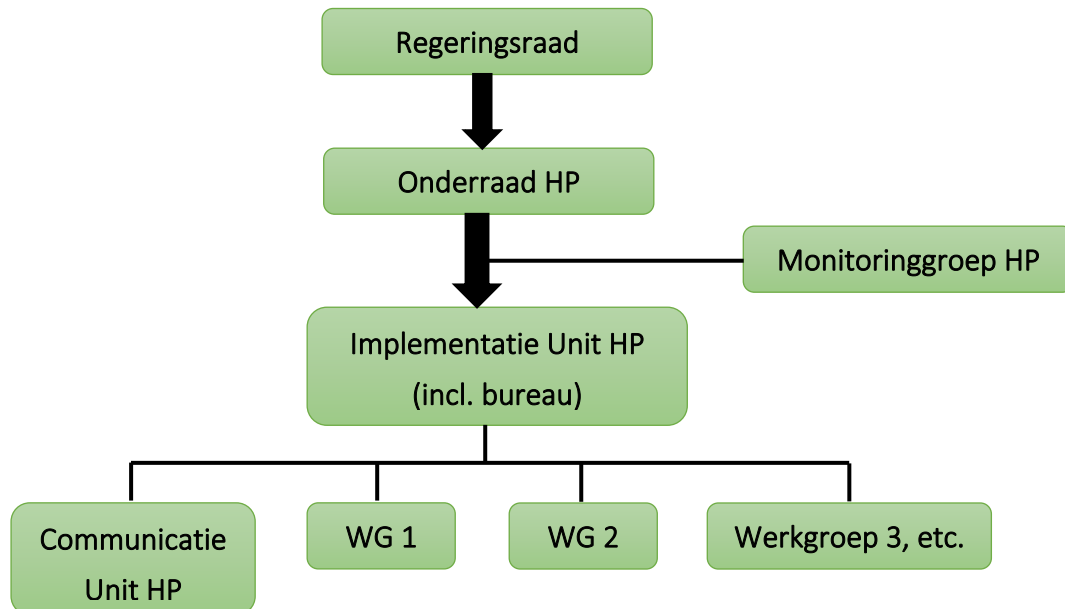 Regeringsraad
Onderraad HP
Monitoringgroep HP
Implementatie Unit HP
(incl. bureau)
Communicatie
Unit HP
WG 1
WG 2
Werkgroep 3, etc.